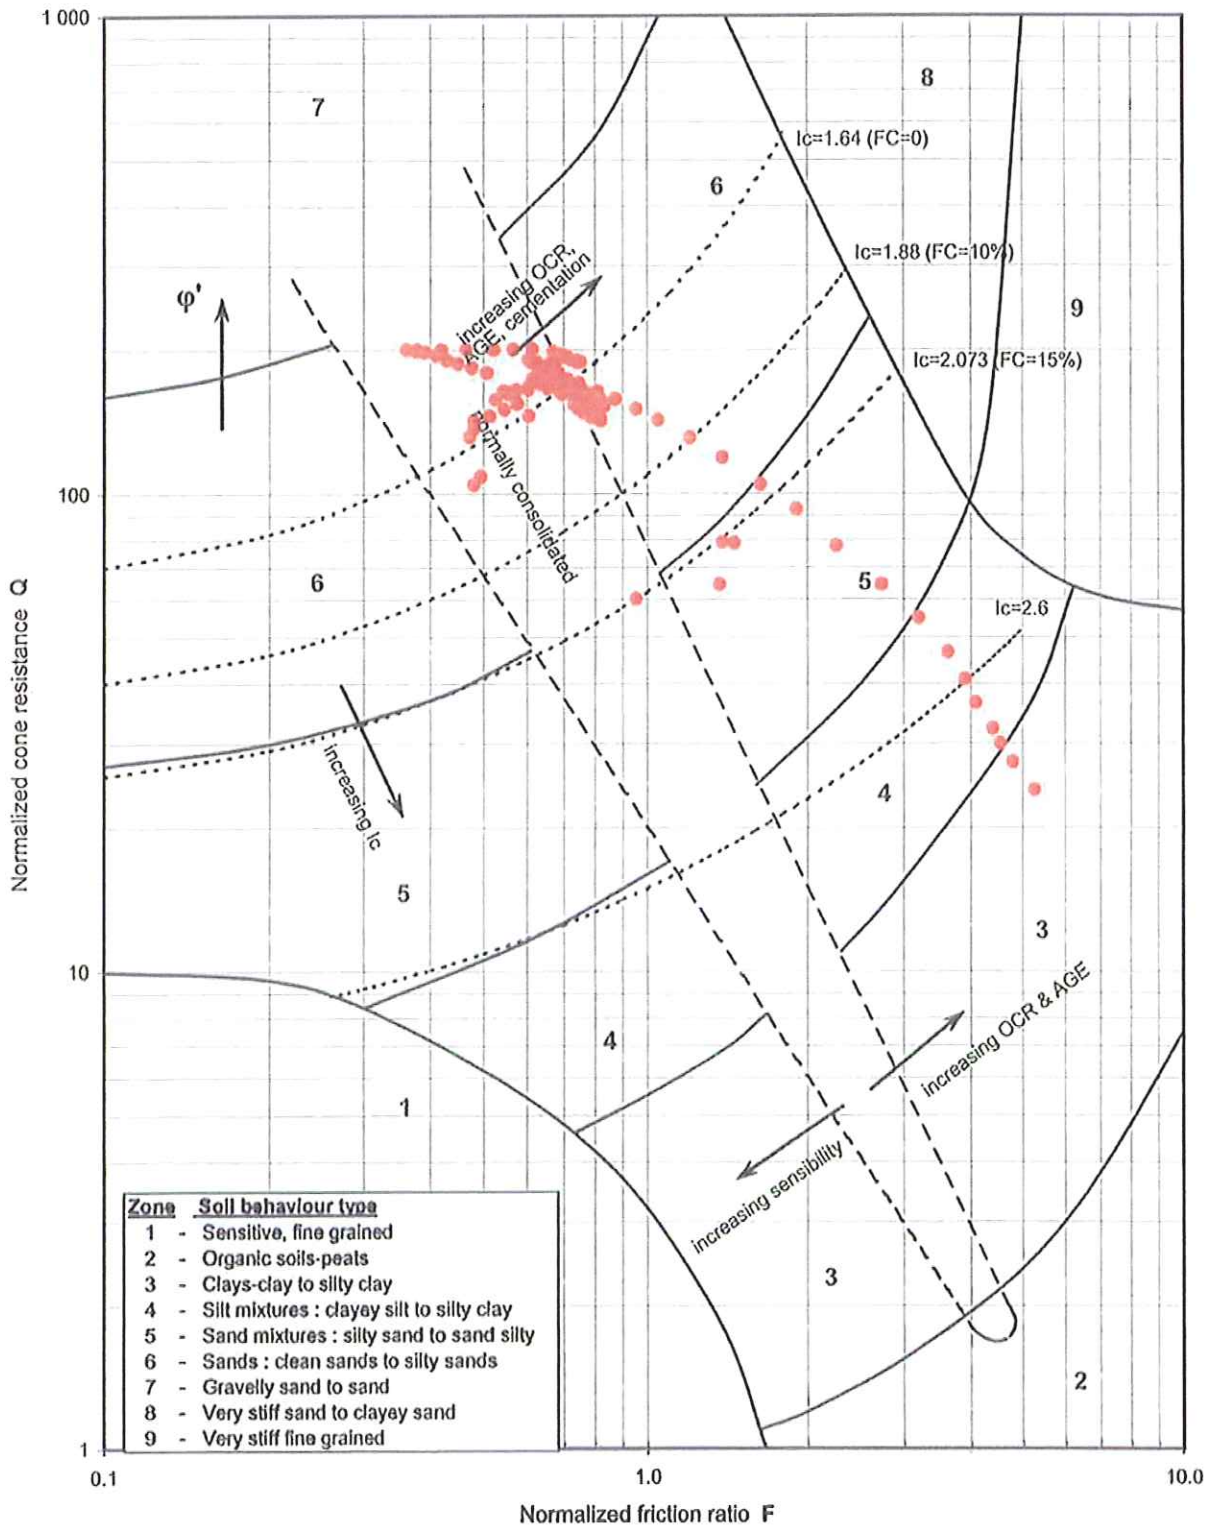 1 000
7
8
Ic=1.64 (FC=0)
6
Ic=1.88 (FC=10%)
increasing OCR,
AGE, cementation
φ'
9
Ic=2.073 (FC=15%)
normally consolidated
100
6
5
Ic=2.6
Normalized cone resistance Q
increasing Ic
4
5
3
10
increasing OCR & AGE
4
1
increasing sensibility
3
2
Zone Soil behaviour type
1 - Sensitive, fine grained
2 - Organic soils-peats
3 - Clays-clay to silty clay
4 - Silt mixtures : clayey silt to silty clay
5 - Sand mixtures : silty sand to sand silty
6 - Sands : clean sands to silty sands
7 - Gravelly sand to sand
8 - Very stiff sand to clayey sand
9 - Very stiff fine grained
1
0.1
1.0
10.0
Normalized friction ratio F